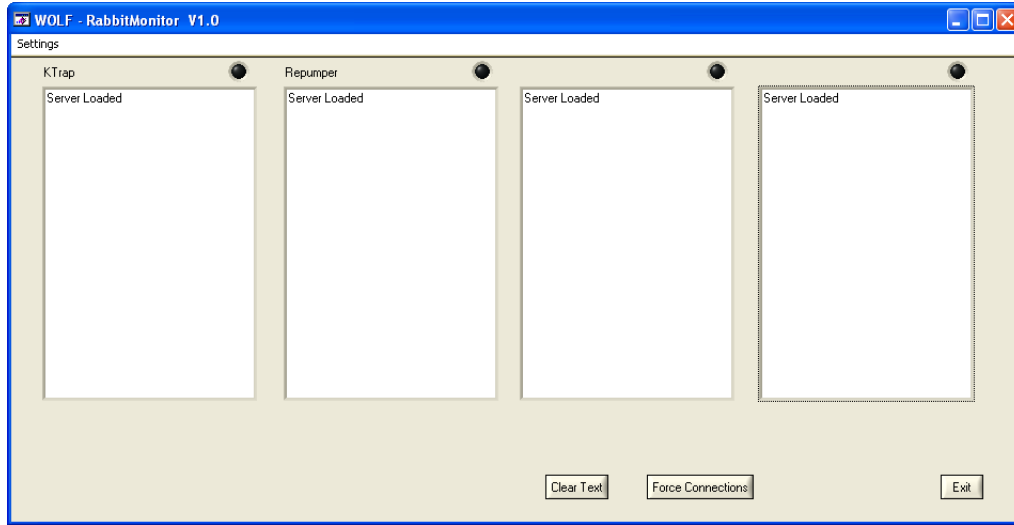 WOLF - RabbitMonitor V1.0
Settings
KTrap
Repumper
Server Loaded
Server Loaded
Server Loaded
Server Loaded
Clear Text
Force Connections
Exit